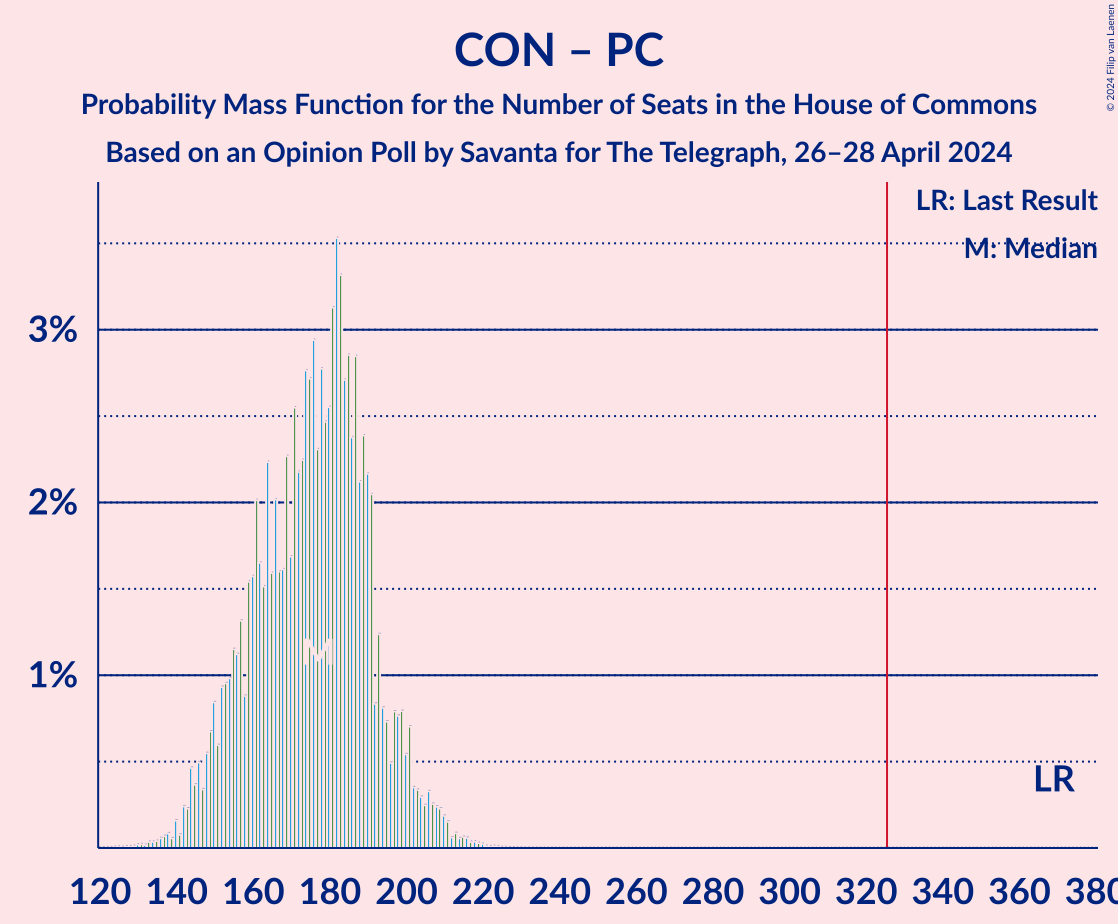 CON – PC
Probability Mass Function for the Number of Seats in the House of Commons
Based on an Opinion Poll by Savanta for The Telegraph, 26–28 April 2024
© 2024 Filip van Laenen
LR: Last Result
M: Median
3%
2%
1%
M
LR
120 140 160 180 200 220 240 260 280 300 320 340 360 380